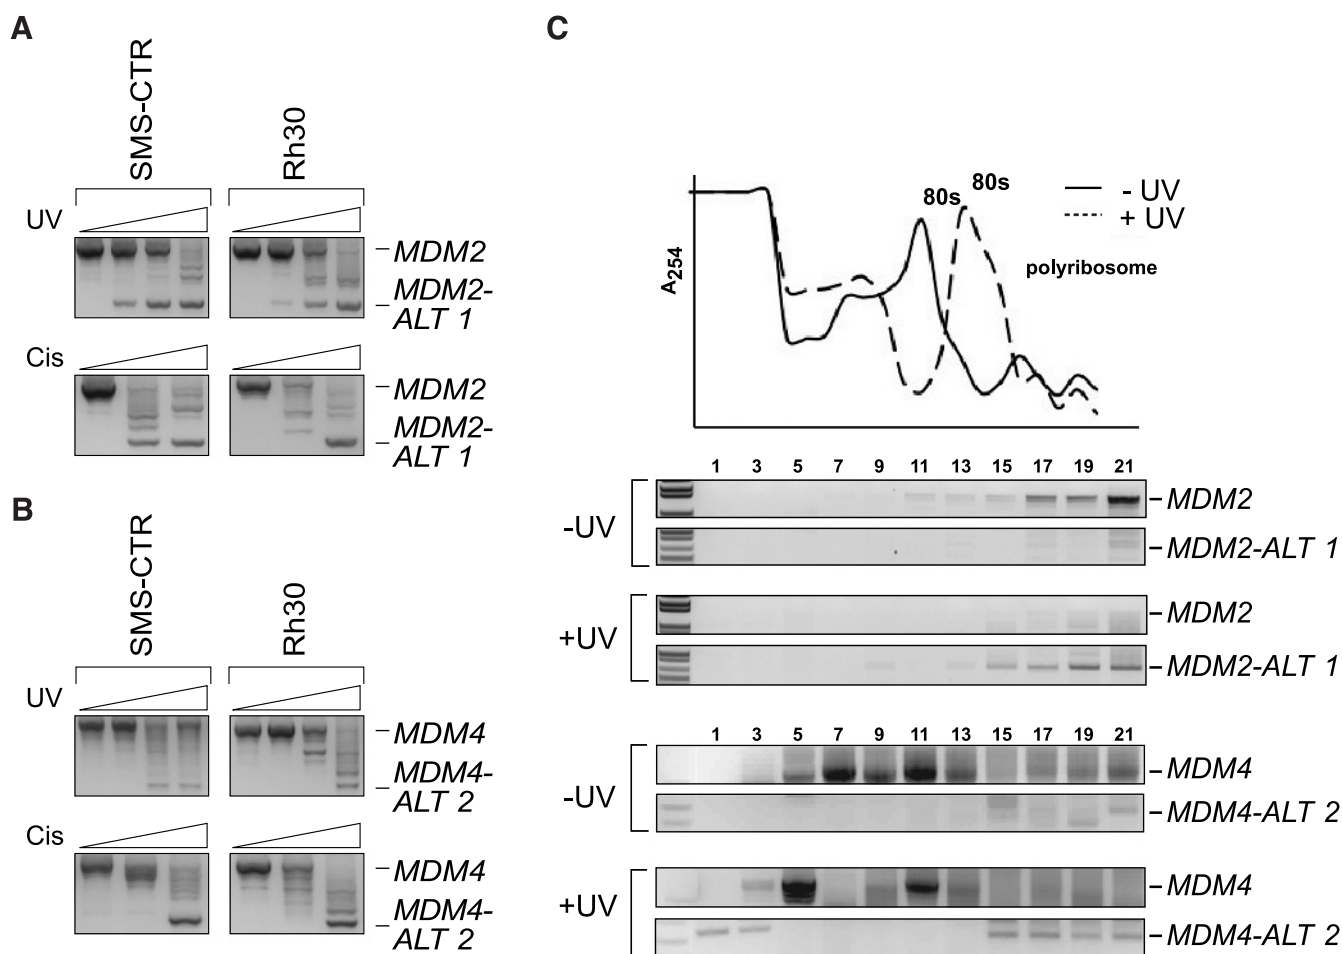 A
SMS-CTR
Rh30
UV
MDM2
MDM2-
ALT 1
Cis
MDM2
MDM2-
ALT 1
B
SMS-CTR
Rh30
UV
MDM4
MDM4-
ALT 2
Cis
MDM4
MDM4-
ALT 2
C
80s
80s
- UV
+ UV
polyribosome
A254
1 3 5 7 9 11 13 15 17 19 21
-UV
MDM2
MDM2-ALT 1
+UV
MDM2
MDM2-ALT 1
1 3 5 7 9 11 13 15 17 19 21
-UV
MDM4
MDM4-ALT 2
+UV
MDM4
MDM4-ALT 2